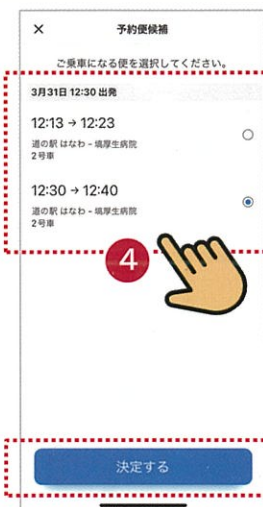 × 予約便候補
ご乗車になる便を選択してください。
3月31日 12:30 出発
12:13 → 12:23
道の駅 はなわ - 塙厚生病院
2号車
12:30 → 12:40
道の駅 はなわ - 塙厚生病院
2号車
4
決定する